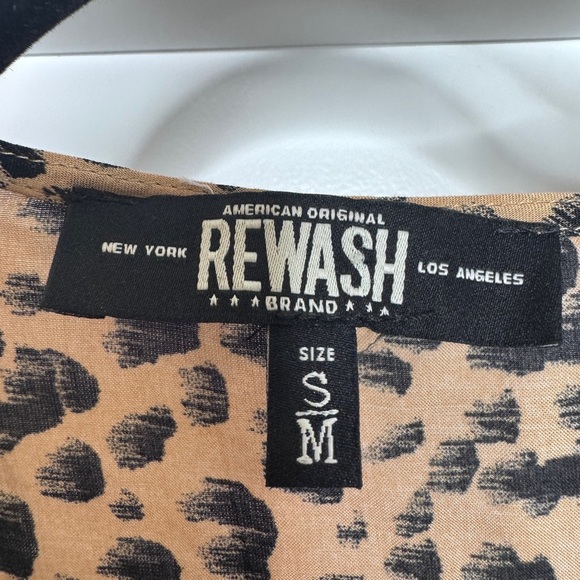 AMERICAN ORIGINAL
NEW YORK REWASH LOS ANGELES
★★★BRAND★★★
SIZE
S
M